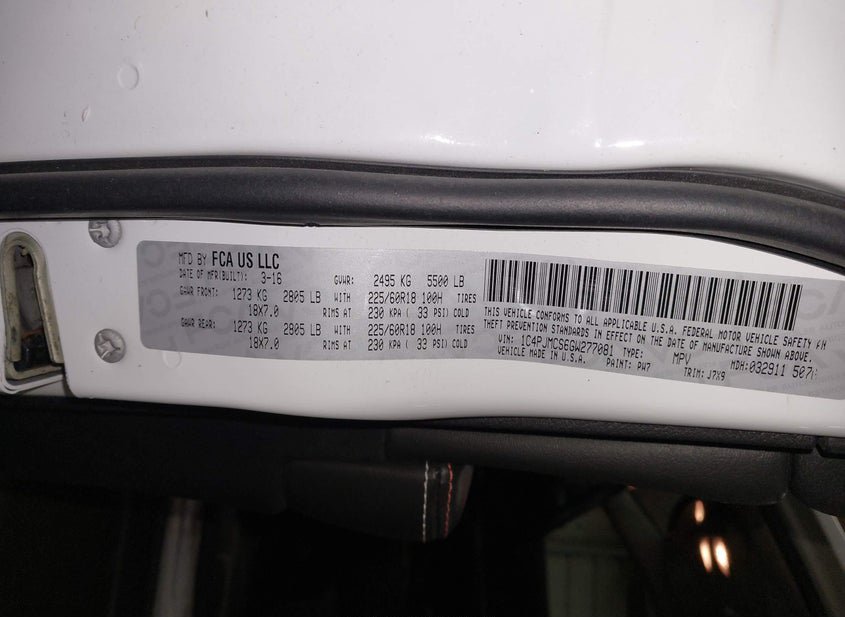 MFD BY FCA US LLC
DATE OF MFR(BUILT): 3-16 GVWR: 2495 KG 5500 LB
GAWR FRONT: 1273 KG 2805 LB WITH 225/60R18 100H TIRES
18X7.0 RIMS AT 230 KPA ( 33 PSI) COLD
GAWR REAR: 1273 KG 2805 LB WITH 225/60R18 100H TIRES
18X7.0 RIMS AT 230 KPA ( 33 PSI) COLD
THIS VEHICLE CONFORMS TO ALL APPLICABLE U.S.A. FEDERAL MOTOR VEHICLE SAFETY
THEFT PREVENTION STANDARDS IN EFFECT ON THE DATE OF MANUFACTURE SHOWN ABOVE.
VIN: 1C4PJMCS6GW277081 TYPE: MPV MDH:032911 507
VEHICLE MADE IN U.S.A. PAINT: PW7 TRIM: J7X9